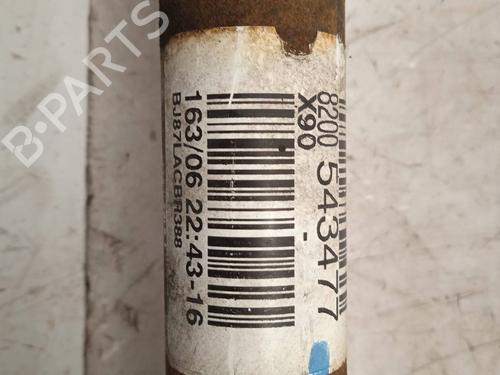 8200 543477
X90 -
163/06 22:43-16
BJ87LACBR388
B-PARTS